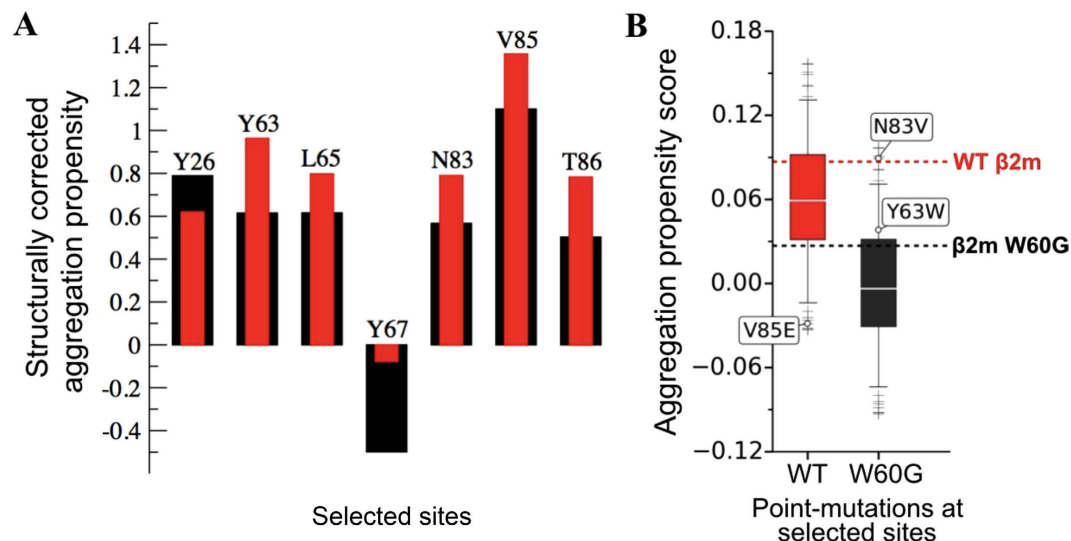 A
Structurally corrected
aggregation propensity
1.4
1.2
1
0.8
0.6
0.4
0.2
0
-0.2
-0.4
Y26
Y63
L65
Y67
N83
V85
T86
Selected sites
B
Aggregation propensity score
0.18
0.12
0.06
0.00
−0.06
−0.12
N83V
WT β2m
Y63W
β2m W60G
V85E
WT W60G
Point-mutations at
selected sites